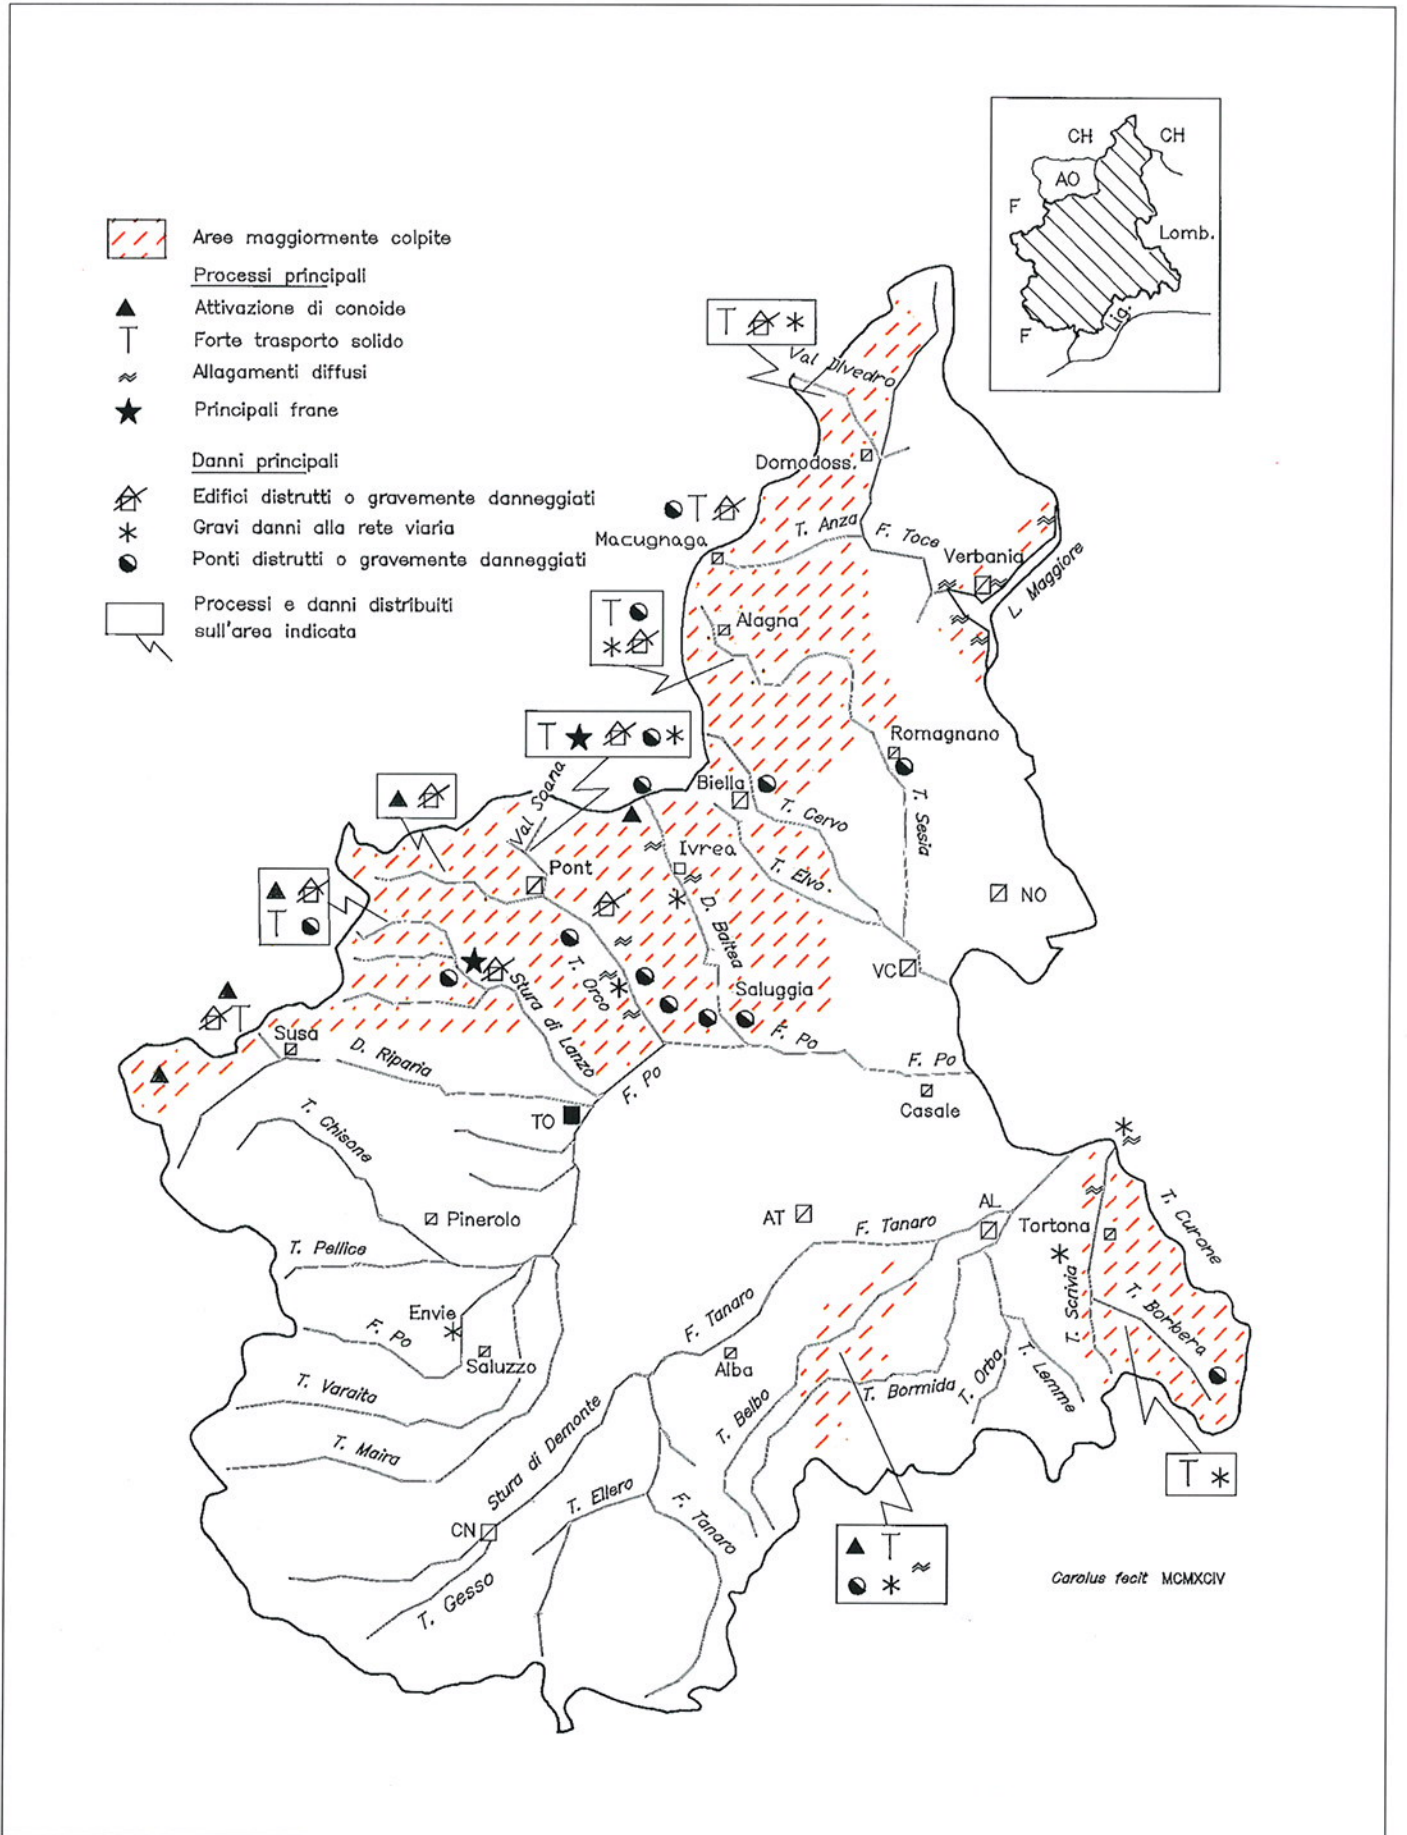 CH
CH
AO
F
Lomb.
Lig.
F
Aree maggiormente colpite
Processi principali
Attivazione di conoide
Forte trasporto solido
Allagamenti diffusi
Principali frane
Danni principali
Edifici distrutti o gravemente danneggiati
Gravi danni alla rete viaria
Ponti distrutti o gravemente danneggiati
Processi e danni distribuiti
sull'area indicata
Val Divedro
Domodoss.
T. Anza
F. Toce
Macugnaga
Verbania
L. Maggiore
Alagna
Romagnano
Val Soana
Biella
T. Cervo
T. Sesia
Ivrea
Pont
T. Elvo.
NO
D. Baltea
VC
Stura di Lanzo
T. Orco
Saluggia
Susa
D. Riparia
F. Po
F. Po
F. Po
Casale
TO
T. Chisone
Pinerolo
AT
AL
F. Tanaro
Tortona
T. Curone
T. Pellice
T. Scrivia
T. Borbera
Envie
F. Po
Saluzzo
F. Tanaro
Alba
T. Varaita
T. Belbo
T. Bormida
T. Orba
T. Lemme
T. Maira
Stura di Demonte
T. Ellero
F. Tanaro
CN
T. Gesso
Carolus fecit MCMXCIV